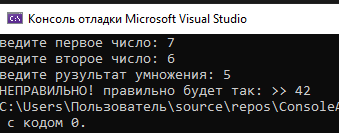 Консоль отладки Microsoft Visual Studio
ведите первое число: 7
ведите второе число: 6
ведите рузультат умножения: 5
НЕПРАВИЛЬНО! правильно будет так: >> 42
C:\Users\Пользователь\source\repos\ConsoleA
с кодом 0.